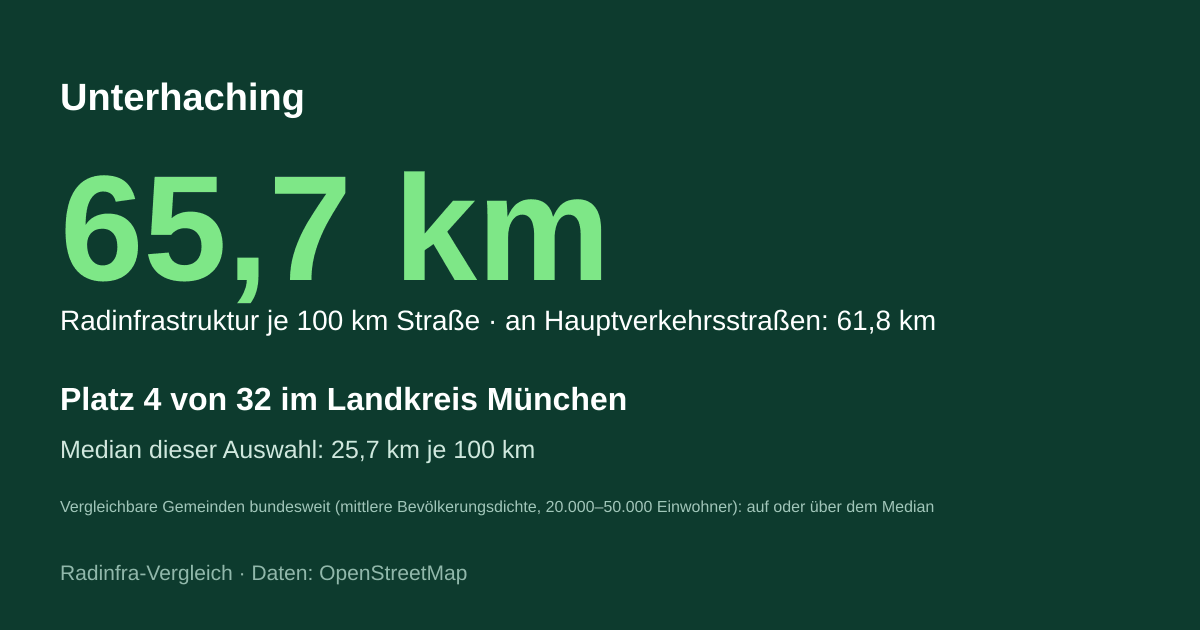 Unterhaching
65,7 km
Radinfrastruktur je 100 km Straße · an Hauptverkehrsstraßen: 61,8 km
Platz 4 von 32 im Landkreis München
Median dieser Auswahl: 25,7 km je 100 km
Vergleichbare Gemeinden bundesweit (mittlere Bevölkerungsdichte, 20.000–50.000 Einwohner): auf oder über dem Median
Radinfra-Vergleich · Daten: OpenStreetMap